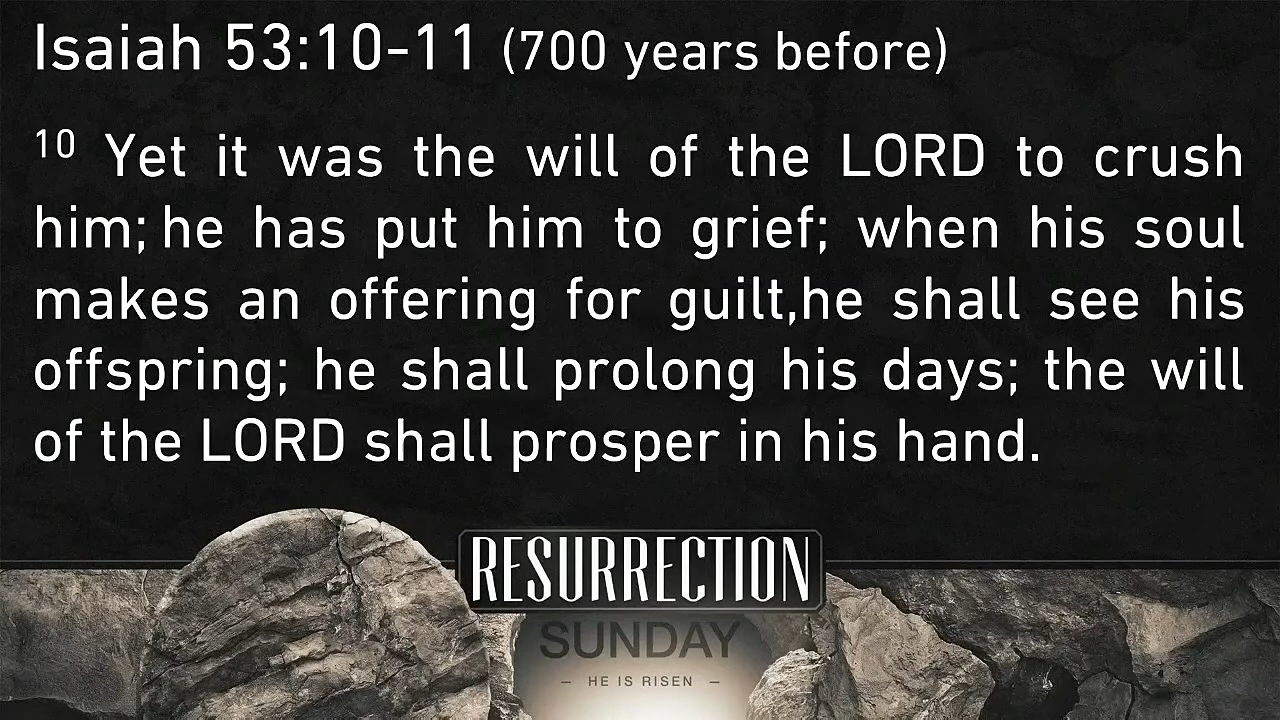 Isaiah 53:10-11 (700 years before)
10 Yet it was the will of the LORD to crush
him; he has put him to grief; when his soul
makes an offering for guilt,he shall see his
offspring; he shall prolong his days; the will
of the LORD shall prosper in his hand.
RESURRECTION
SUNDAY
– HE IS RISEN –